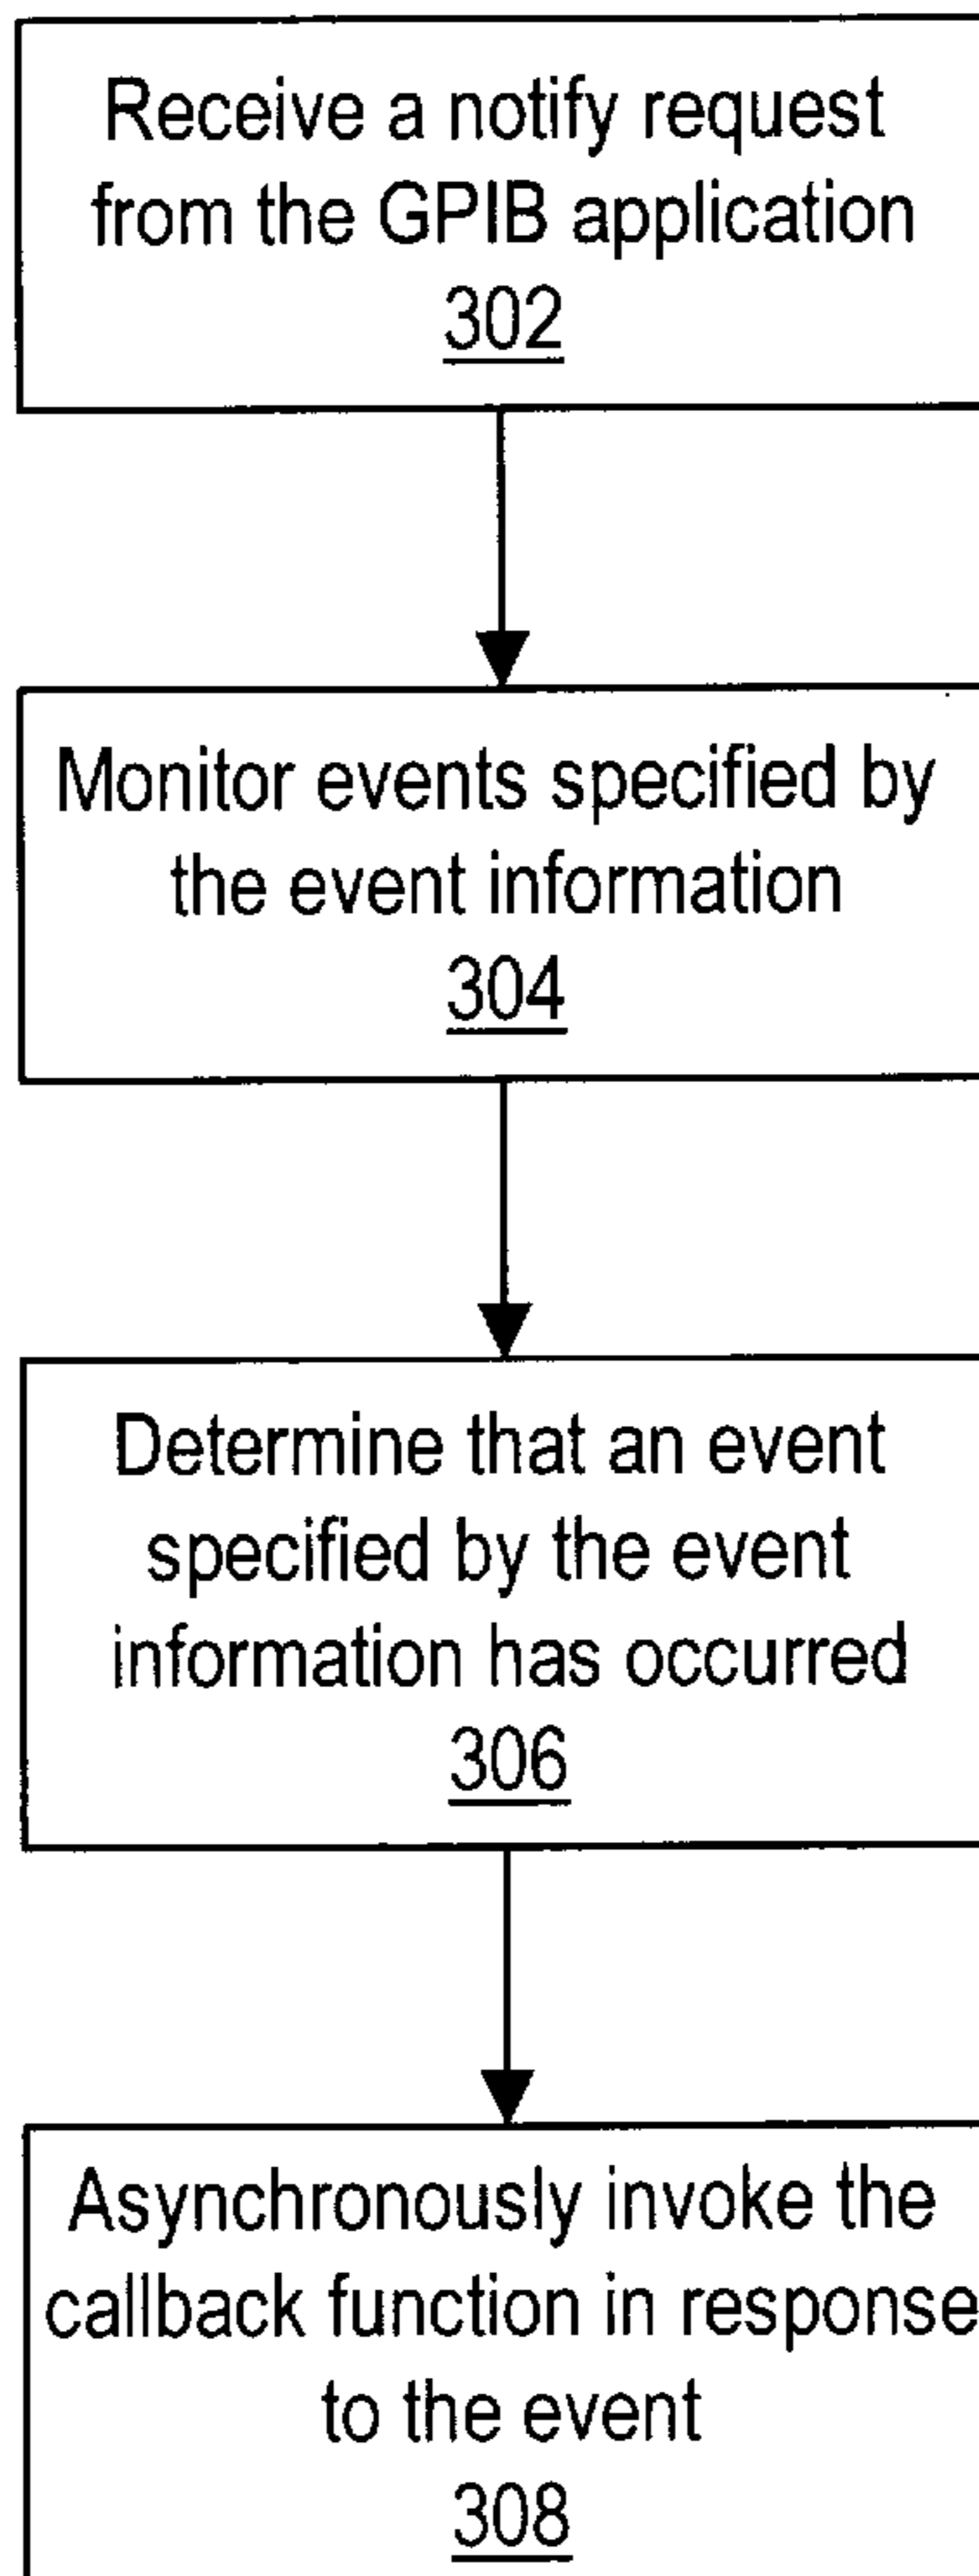 Receive a notify request
from the GPIB application
302
Monitor events specified by
the event information
304
Determine that an event
specified by the event
information has occurred
306
Asynchronously invoke the
callback function in response
to the event
308